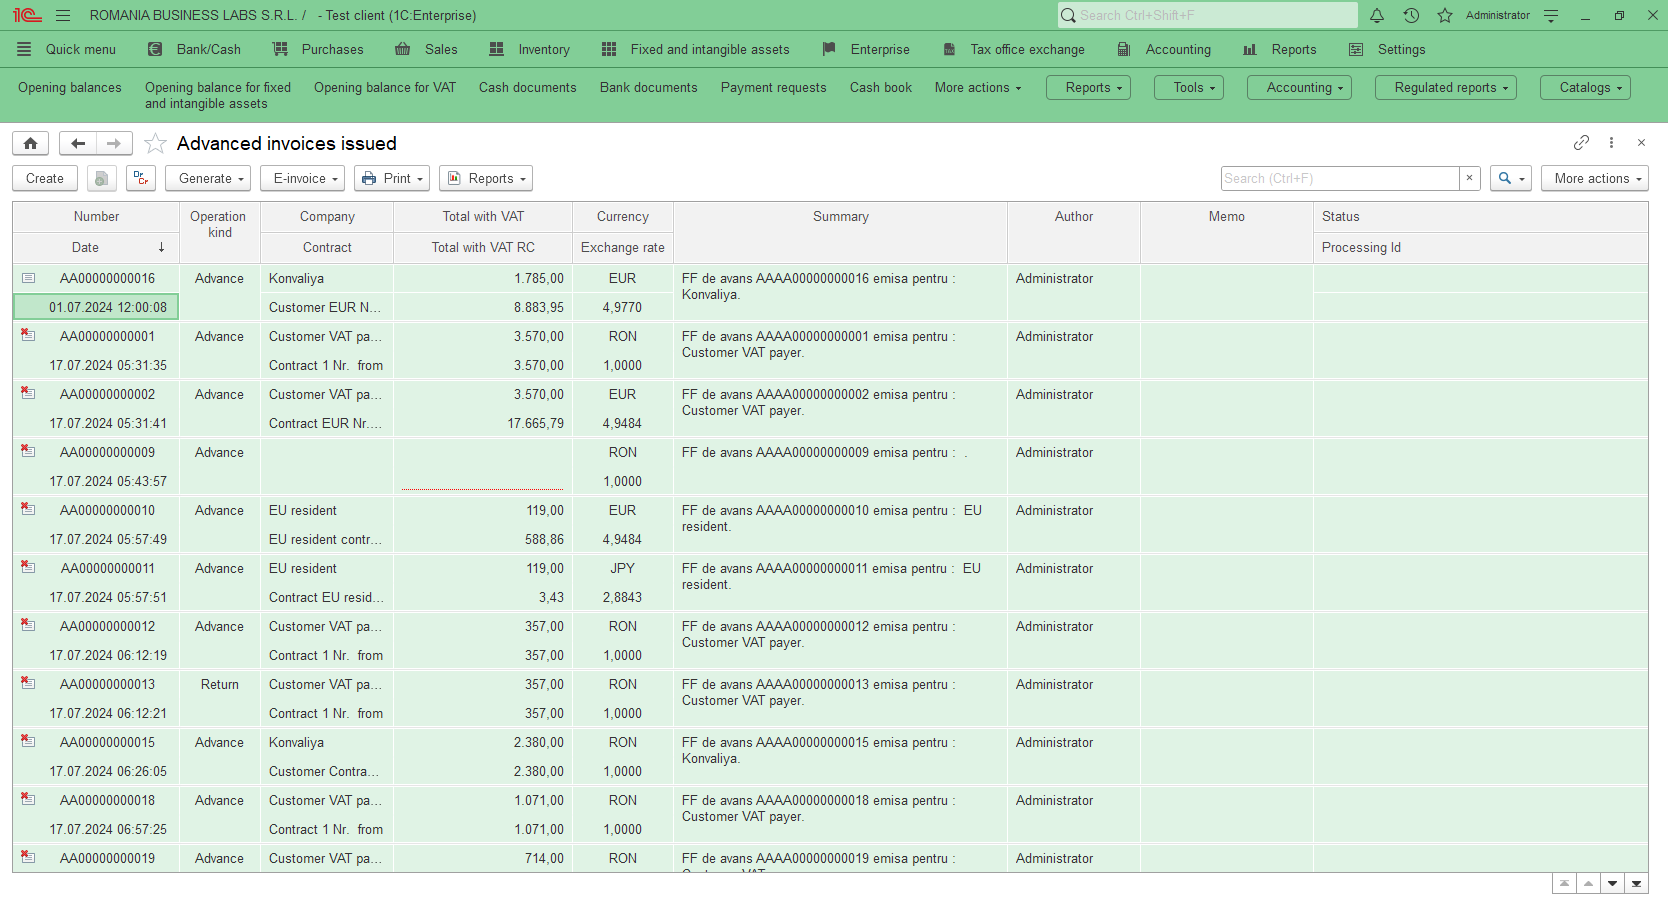 1C ROMANIA BUSINESS LABS S.R.L. / - Test client (1C:Enterprise) Search Ctrl+Shift+F Administrator
Quick menu Bank/Cash Purchases Sales Inventory Fixed and intangible assets Enterprise Tax office exchange Accounting Reports Settings
Opening balances Opening balance for fixed and intangible assets Opening balance for VAT Cash documents Bank documents Payment requests Cash book More actions Reports Tools Accounting Regulated reports Catalogs
Advanced invoices issued
Create Dr Cr Generate E-invoice Print Reports Search (Ctrl+F) × More actions
Number Operation kind Company Total with VAT Currency Summary Author Memo Status
Date ↓ Contract Total with VAT RC Exchange rate Processing Id
AA00000000016 Advance Konvaliya 1.785,00 EUR FF de avans AAAA00000000016 emisa pentru : Administrator
Konvaliya.
01.07.2024 12:00:08 Customer EUR N... 8.883,95 4,9770
AA00000000001 Advance Customer VAT pa... 3.570,00 RON FF de avans AAAA00000000001 emisa pentru : Administrator
Customer VAT payer.
17.07.2024 05:31:35 Contract 1 Nr. from 3.570,00 1,0000
AA00000000002 Advance Customer VAT pa... 3.570,00 EUR FF de avans AAAA00000000002 emisa pentru : Administrator
Customer VAT payer.
17.07.2024 05:31:41 Contract EUR Nr.... 17.665,79 4,9484
AA00000000009 Advance RON FF de avans AAAA00000000009 emisa pentru : . Administrator
17.07.2024 05:43:57 1,0000
AA00000000010 Advance EU resident 119,00 EUR FF de avans AAAA00000000010 emisa pentru : EU Administrator
resident.
17.07.2024 05:57:49 EU resident contr... 588,86 4,9484
AA00000000011 Advance EU resident 119,00 JPY FF de avans AAAA00000000011 emisa pentru : EU Administrator
resident.
17.07.2024 05:57:51 Contract EU resid... 3,43 2,8843
AA00000000012 Advance Customer VAT pa... 357,00 RON FF de avans AAAA00000000012 emisa pentru : Administrator
Customer VAT payer.
17.07.2024 06:12:19 Contract 1 Nr. from 357,00 1,0000
AA00000000013 Return Customer VAT pa... 357,00 RON FF de avans AAAA00000000013 emisa pentru : Administrator
Customer VAT payer.
17.07.2024 06:12:21 Contract 1 Nr. from 357,00 1,0000
AA00000000015 Advance Konvaliya 2.380,00 RON FF de avans AAAA00000000015 emisa pentru : Administrator
Konvaliya.
17.07.2024 06:26:05 Customer Contra... 2.380,00 1,0000
AA00000000018 Advance Customer VAT pa... 1.071,00 RON FF de avans AAAA00000000018 emisa pentru : Administrator
Customer VAT payer.
17.07.2024 06:57:25 Contract 1 Nr. from 1.071,00 1,0000
AA00000000019 Advance Customer VAT pa... 714,00 RON FF de avans AAAA00000000019 emisa pentru : Administrator